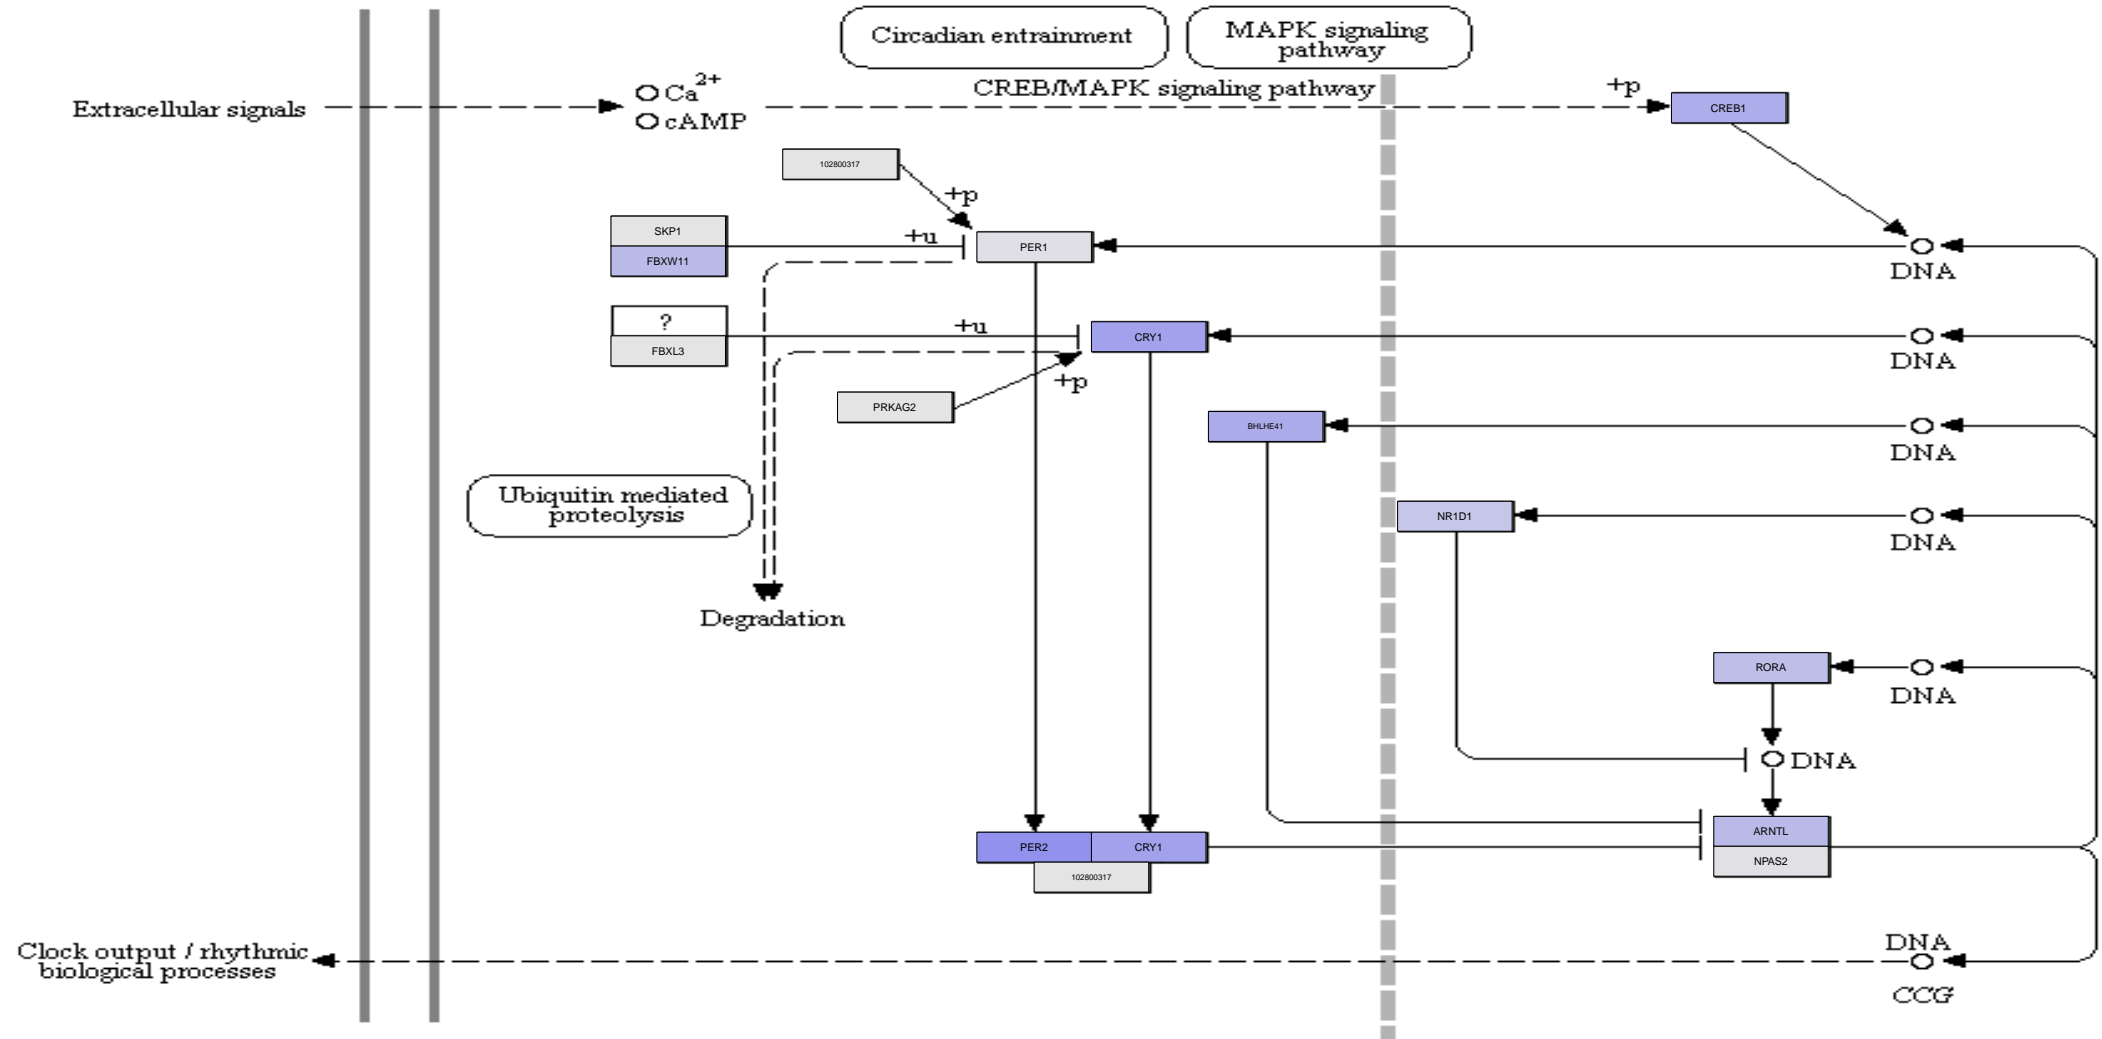 Circadian entrainment
MAPK signaling
pathway
Extracellular signals
Ca2+
cAMP
CREB/MAPK signaling pathway
+p
CREB1
102800317
+p
SKP1
FBXW11
+u
PER1
DNA
?
FBXL3
+u
CRY1
DNA
+p
PRKAG2
BHLHE41
DNA
Ubiquitin mediated
proteolysis
NR1D1
DNA
Degradation
RORA
DNA
DNA
PER2
CRY1
102800317
ARNTL
NPAS2
Clock output / rhythmic
biological processes
DNA
CCG